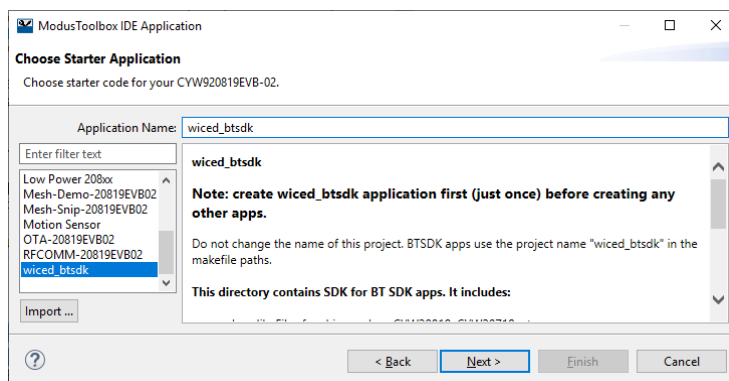 ModusToolbox IDE Application
Choose Starter Application
Choose starter code for your CYW920819EVB-02.
Application Name: wiced_btsdk
Enter filter text
Low Power 208xx
Mesh-Demo-20819EVB02
Mesh-Snip-20819EVB02
Motion Sensor
OTA-20819EVB02
RFCOMM-20819EVB02
wiced_btsdk
Import ...
wiced_btsdk
Note: create wiced_btsdk application first (just once) before creating any
other apps.
Do not change the name of this project. BTSDK apps use the project name "wiced_btsdk" in the
makefile paths.
This directory contains SDK for BT SDK apps. It includes:
?
< Back
Next >
Finish
Cancel